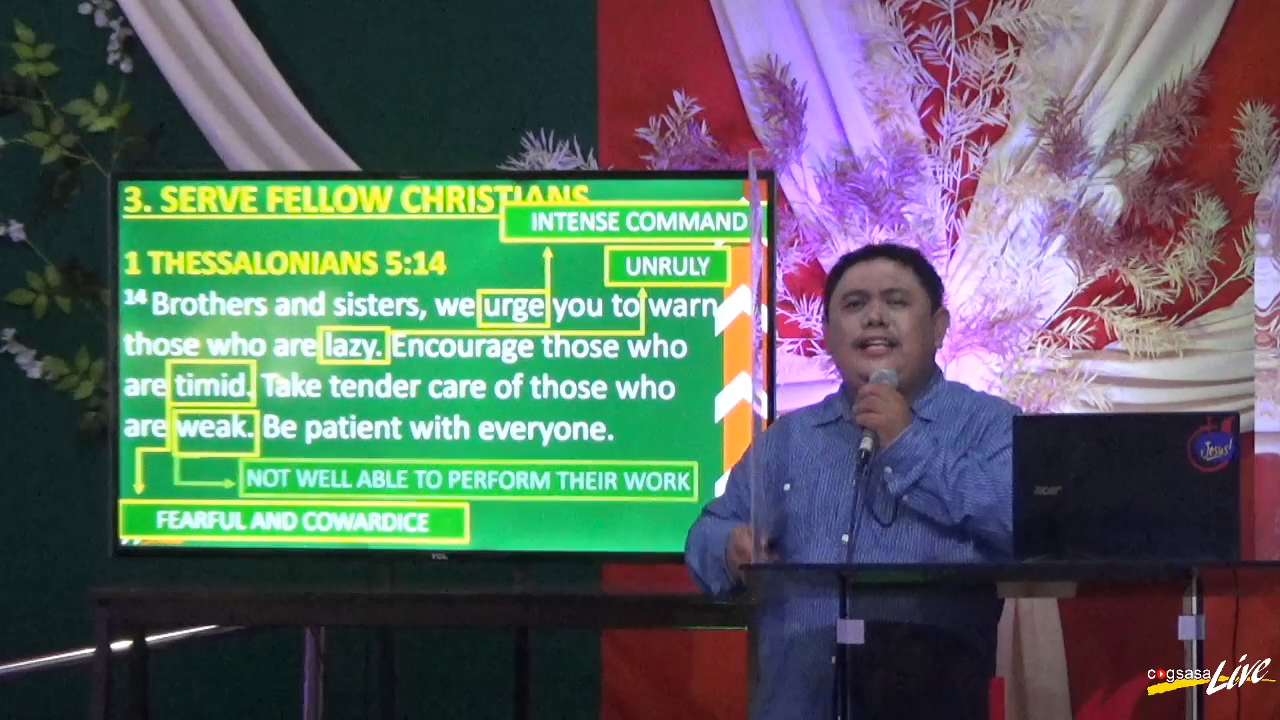 3. SERVE FELLOW CHRISTIANS
INTENSE COMMAND
1 THESSALONIANS 5:14
UNRULY
14 Brothers and sisters, we urge you to warn
those who are lazy. Encourage those who
are timid. Take tender care of those who
are weak. Be patient with everyone.
NOT WELL ABLE TO PERFORM THEIR WORK
FEARFUL AND COWARDICE
TCL
Jesus!
acer
cogsasa Live